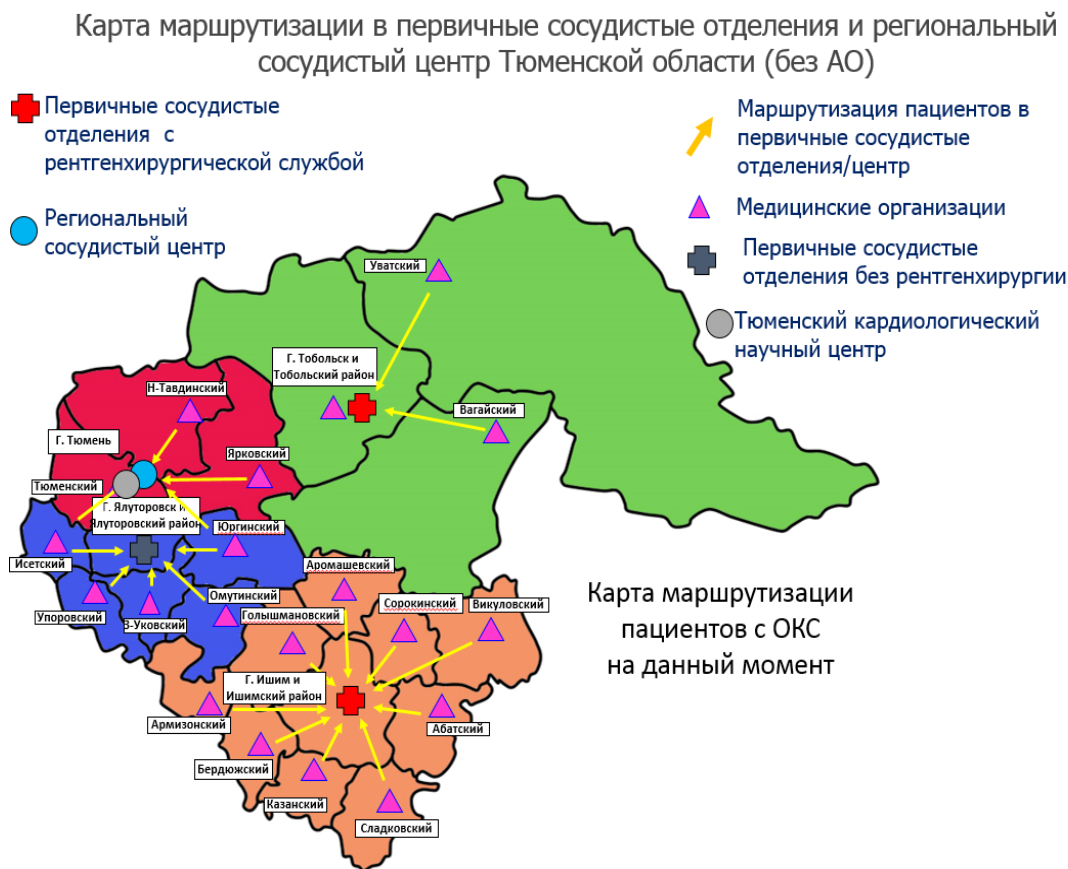 Карта маршрутизации в первичные сосудистые отделения и региональный
сосудистый центр Тюменской области (без АО)
Первичные сосудистые
отделения с
рентгенхирургической службой
Региональный
сосудистый центр
Маршрутизация пациентов в
первичные сосудистые
отделения/центр
Медицинские организации
Первичные сосудистые
отделения без рентгенхирургии
Тюменский кардиологический
научный центр
Уватский
Г. Тобольск и
Тобольский район
Н-Тавдинский
Вагайский
Г. Тюмень
Ярковский
Тюменский
Г. Ялуторовск и
Ялуторовский район
Юргинский
Исетский
Аромашевский
Омутинский
Сорокинский
Викуловский
Упоровский
З-Уковский
Голышмановский
Г. Ишим и
Ишимский район
Армизонский
Абатский
Бердюжский
Казанский
Сладковский
Карта маршрутизации
пациентов с ОКС
на данный момент